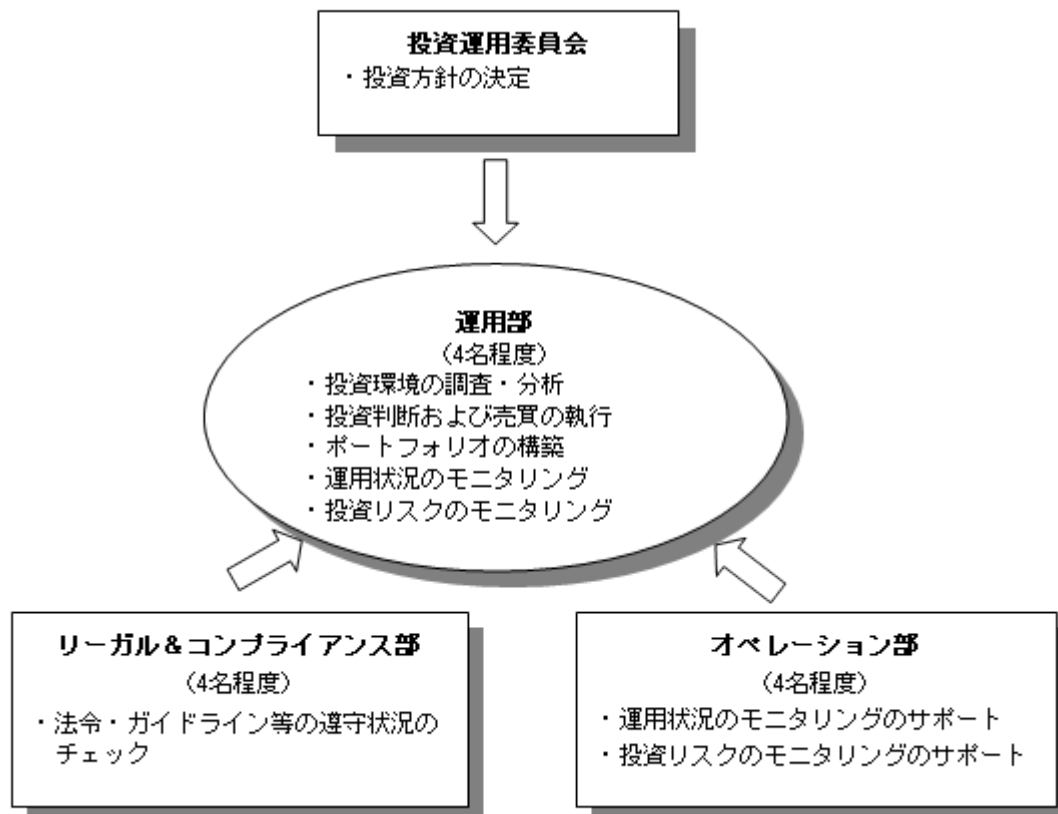 投資運用委員会
・投資方針の決定
運用部
(4名程度)
・投資環境の調査・分析
・投資判断および売買の執行
・ポートフォリオの構築
・運用状況のモニタリング
・投資リスクのモニタリング
リーガル＆コンプライアンス部
(4名程度)
・法令・ガイドライン等の遵守状況の
チェック
オペレーション部
(4名程度)
・運用状況のモニタリングのサポート
・投資リスクのモニタリングのサポート